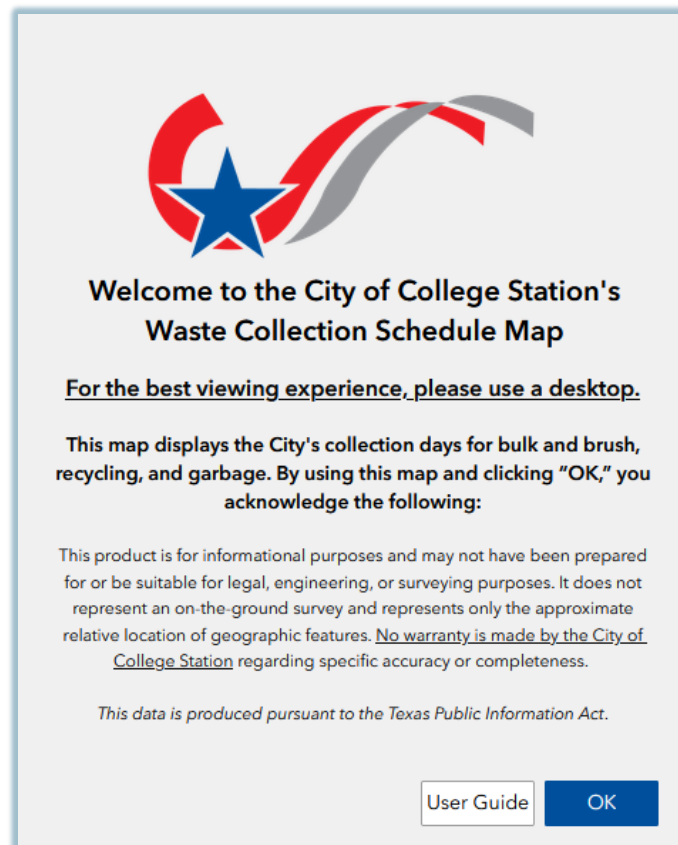 Welcome to the City of College Station's
Waste Collection Schedule Map
For the best viewing experience, please use a desktop.
This map displays the City's collection days for bulk and brush,
recycling, and garbage. By using this map and clicking “OK,” you
acknowledge the following:
This product is for informational purposes and may not have been prepared
for or be suitable for legal, engineering, or surveying purposes. It does not
represent an on-the-ground survey and represents only the approximate
relative location of geographic features. No warranty is made by the City of
College Station regarding specific accuracy or completeness.
This data is produced pursuant to the Texas Public Information Act.
User Guide OK